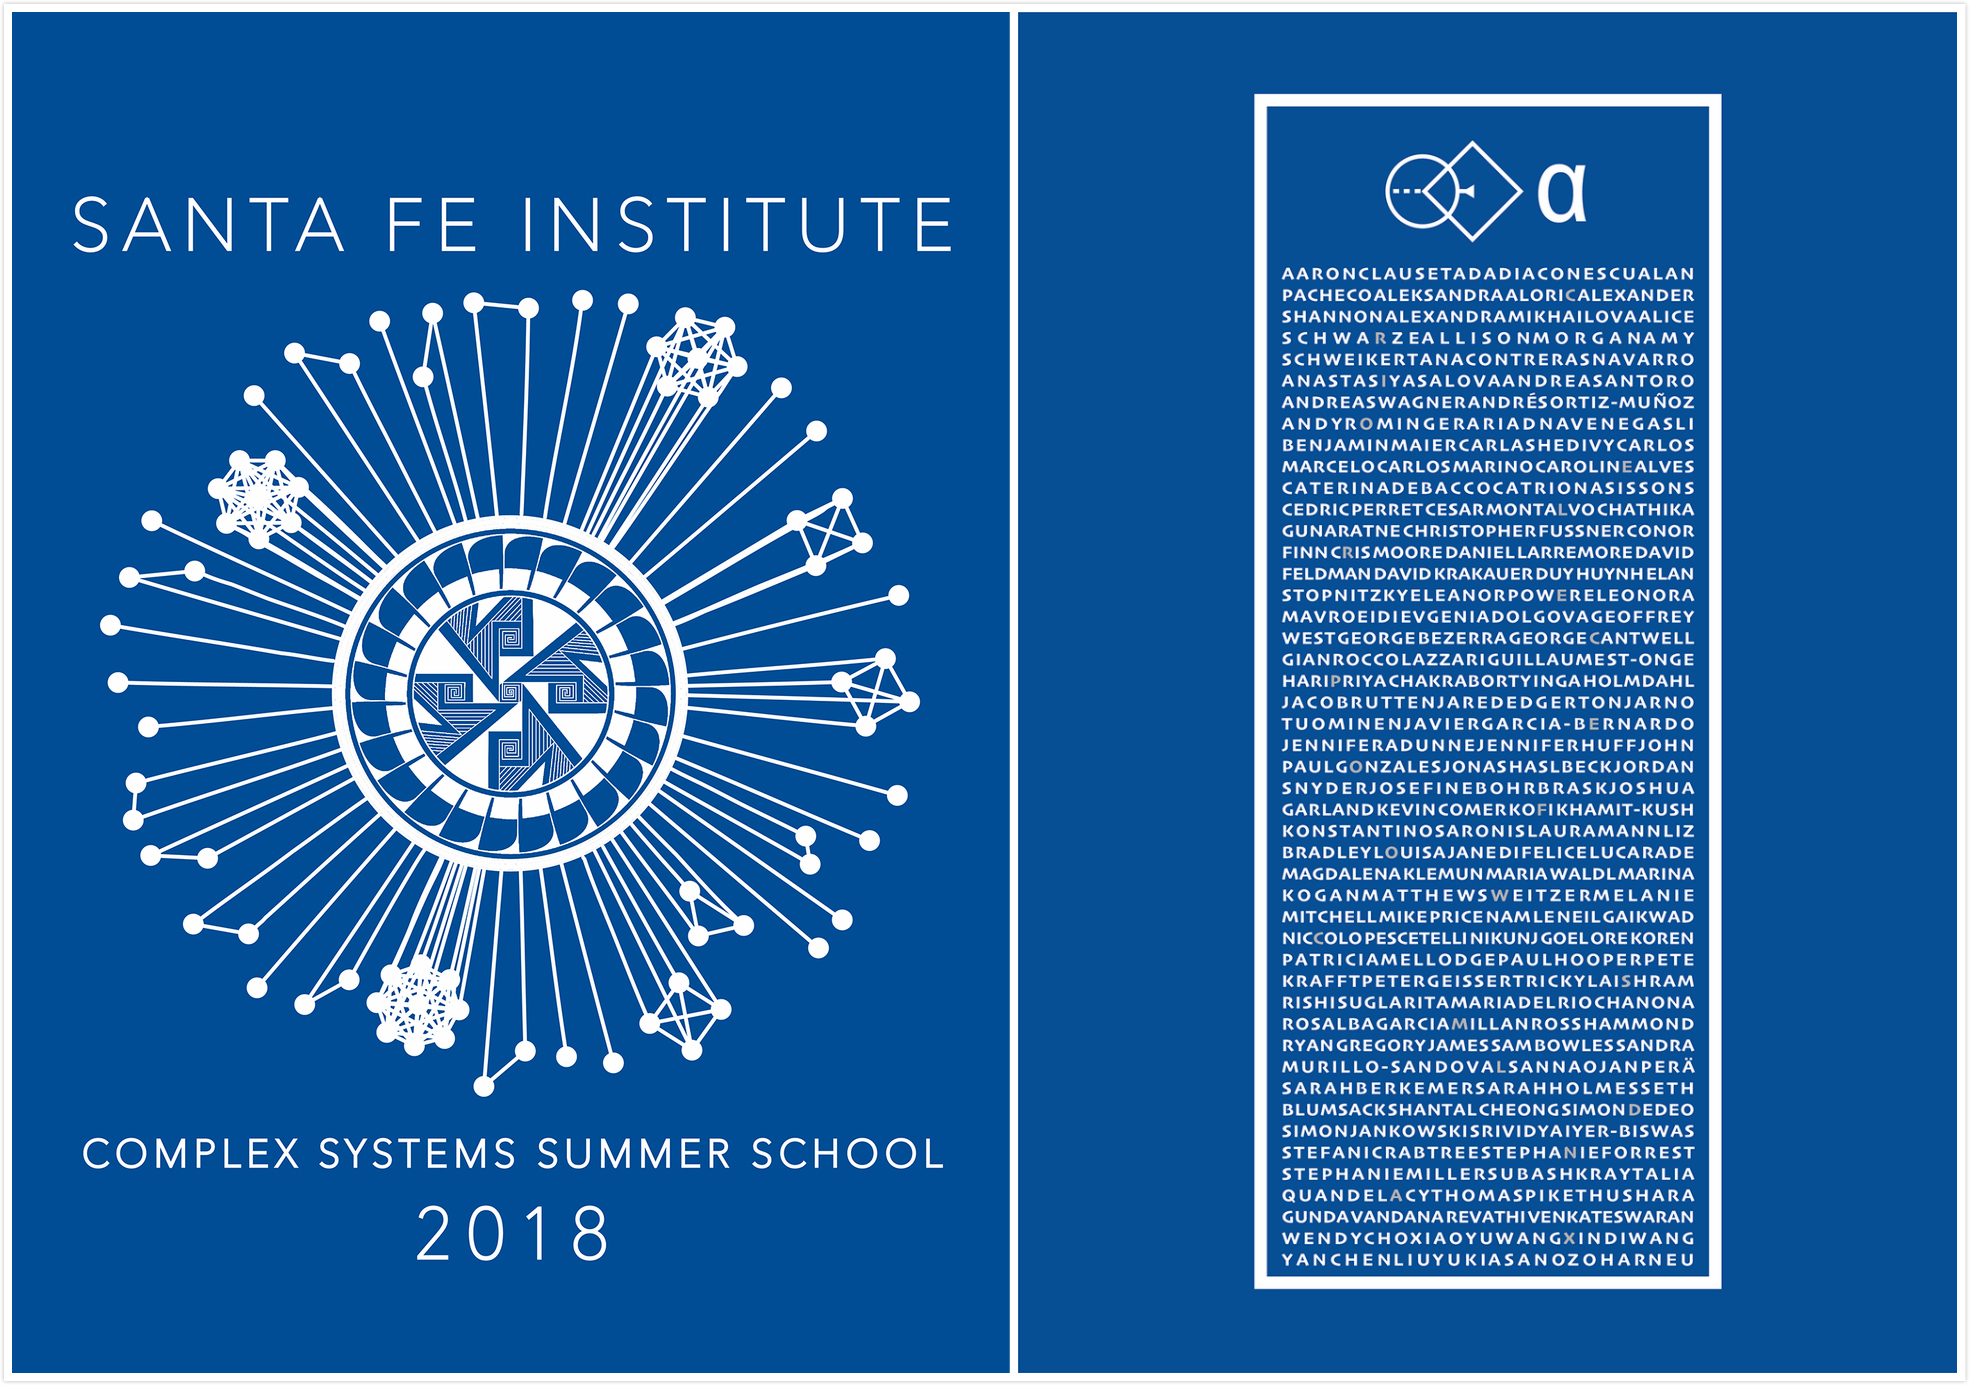 SANTA FE INSTITUTE
COMPLEX SYSTEMS SUMMER SCHOOL
2018
α
AARONCLAUSETADADIACONESCUALAN
PACHECOALEKSANDRAALORICALEXANDER
SHANNONALEXANDRAMIKHAILOVAALICE
SCHWARZEALLISONMORGANAMY
SCHWEIKERTANACONTRERASNAVARRO
ANASTASIYASALOVAANDREASANTORO
ANDREASWAGNERANDRÉSORTIZ-MUÑOZ
ANDYROMINGERARIADNAVENEGASLI
BENJAMINMAIERCARLASHEDIVYCARLOS
MARCELOCARLOSMARINOCAROLINEALVES
CATERINADEBACCOCATRIONASISSONS
CEDRICPERRETCESARMONTALVOCHATHIKA
GUNARATNECHRISTOPHERFUSSNERCONOR
FINNCRISMOOREDANIELLARREMOREDAVID
FELDMANDAVIDKRAKAUERDUYHUYNHELAN
STOPNITZKYELEANORPOWERELEONORA
MAVROEIDIEVGENIADOLGOVAGEOFFREY
WESTGEORGEBEZERRAGEORGECANTWELL
GIANROCCOLAZZARIGUILLAUMEST-ONGE
HARIPRIYACHAKRABORTYINGAHOLMDAHL
JACOBRUTTENJAREDEDGERTONJARNO
TUOMINENJAVIERGARCIA-BERNARDO
JENNIFERADUNNEJENNIFERHUFFJOHN
PAULGONZALESJONASHASLBECKJORDAN
SNYDERJOSEFINEBOHRBRASKJOSHUA
GARLANDKEVINCOMERKOFIKHAMIT-KUSH
KONSTANTINOSARONISLAURAMANNLIZ
BRADLEYLOUISAJANEDIFELICELUCARADE
MAGDALENAKLEMUNMARIAWALDLMARINA
KOGANMATTHEWSWEITZERMELANIE
MITCHELLMIKEPRICENAMLENEILGAIKWAD
NICCOLOPESCETELLINIKUNJGOELOREKOREN
PATRICIAMELLODGEPAULHOOPERPETE
KRAFFTPETERGEISSERTRICKYLAISHRAM
RISHISUGLARITAMARIADELRIOCHANONA
ROSALBAGARCIAMILLANROSSHAMMOND
RYANGREGORYJAMESSAMBOWLESSANDRA
MURILLO-SANDOVALSANNAOJANPERÄ
SARAHBERKEMERSARAHHOLMESSETH
BLUMSACKSHANTALCHEONGSIMONDEDEO
SIMONJANKOWSKISRIVIDYAIYER-BISWAS
STEFANICRABTREESTEPHANIEFORREST
STEPHANIEMILLERSUBASHKRAYTALIA
QUANDELACYTHOMASPIKETHUSHARA
GUNDAVANDANAREVATHIVENKATESWARAN
WENDYCHOXIAOYUWANGXINDIWANG
YANCHENLIUYUKIASANOZOHARNEU